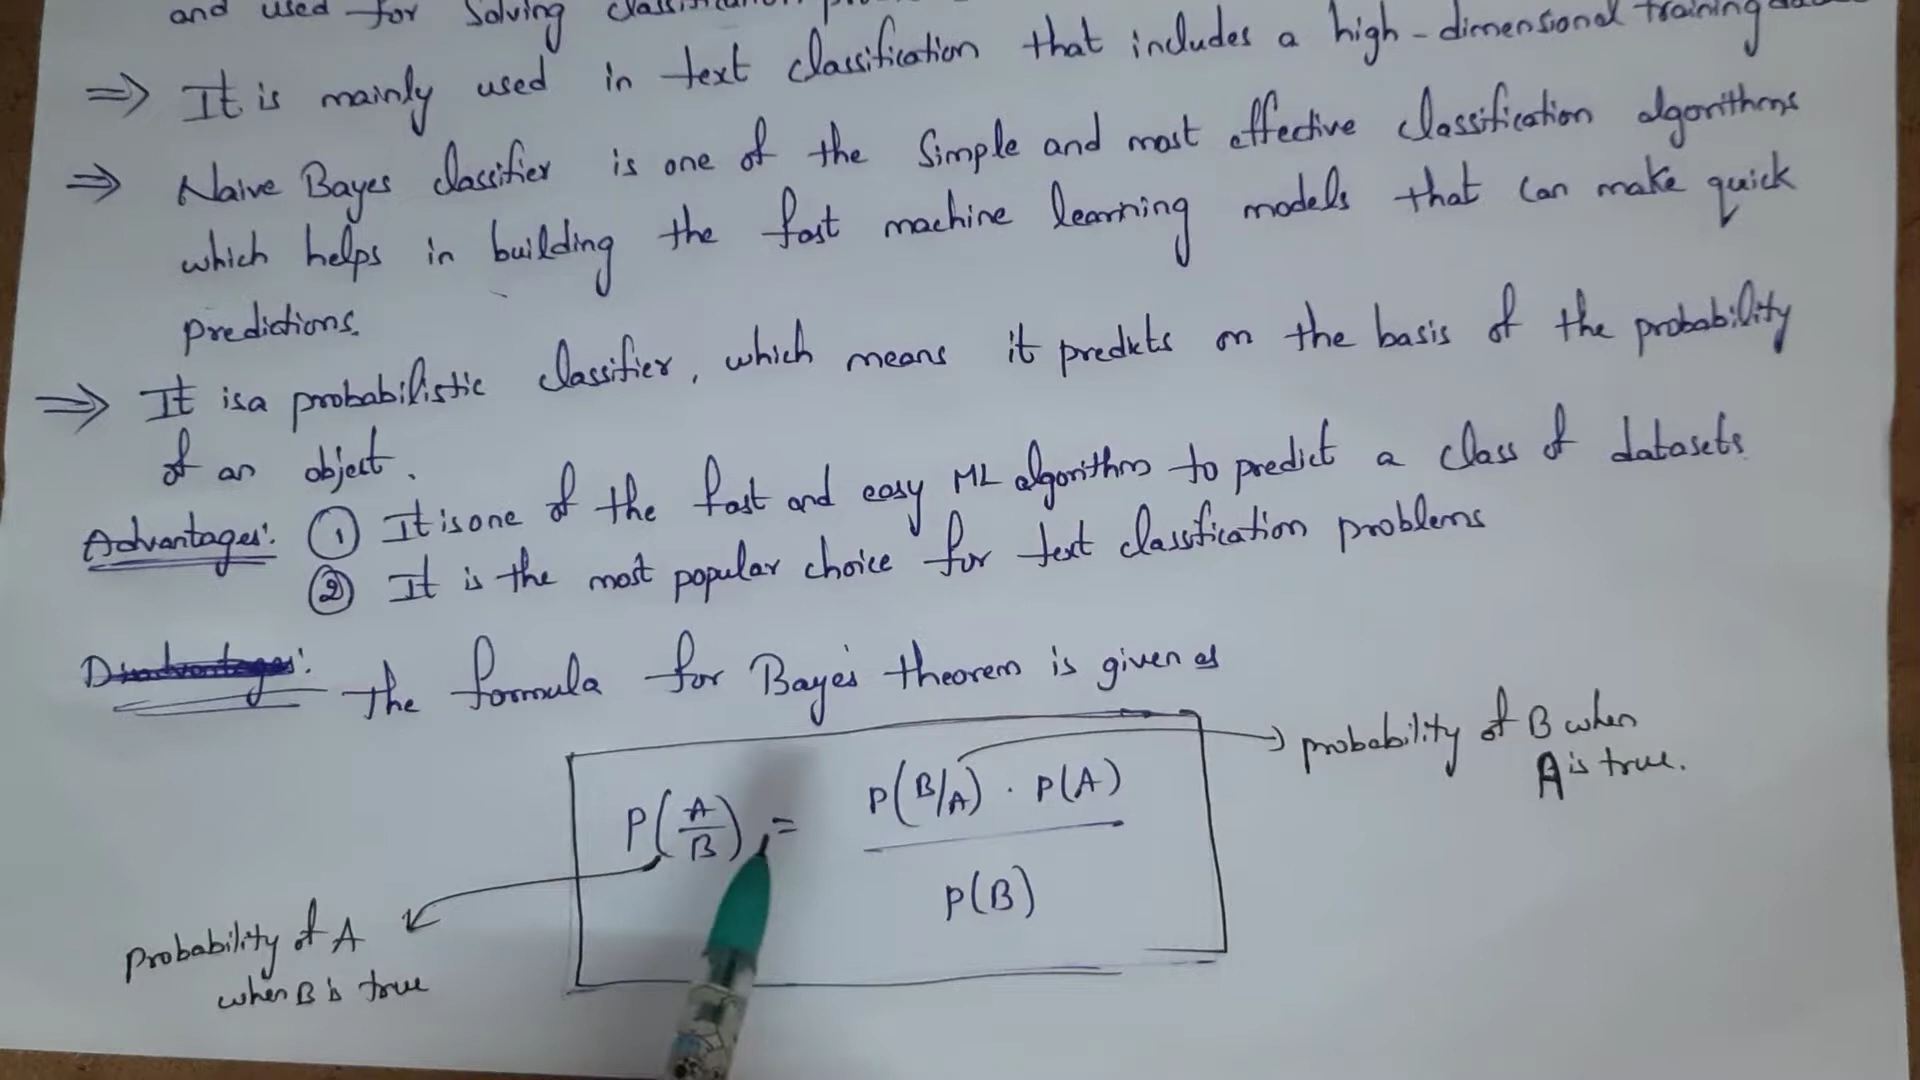 and used for solving classification
⇒ It is mainly used in text classification that includes a high-dimensional training
⇒ Naive Bayes classifier is one of the simple and most effective classification algorithms
which helps in building the fast machine learning models that can make quick
predictions.
⇒ It is a probabilistic classifier, which means it predicts on the basis of the probability
of an object.
Advantages: ① It is one of the fast and easy ML algorithms to predict a class of datasets
② It is the most popular choice for text classification problems
Disadvantages: The formula for Baye's theorem is given as
P(A/B) = P(B/A) · P(A) / P(B)
probability of B when
A is true.
probability of A
when B is true